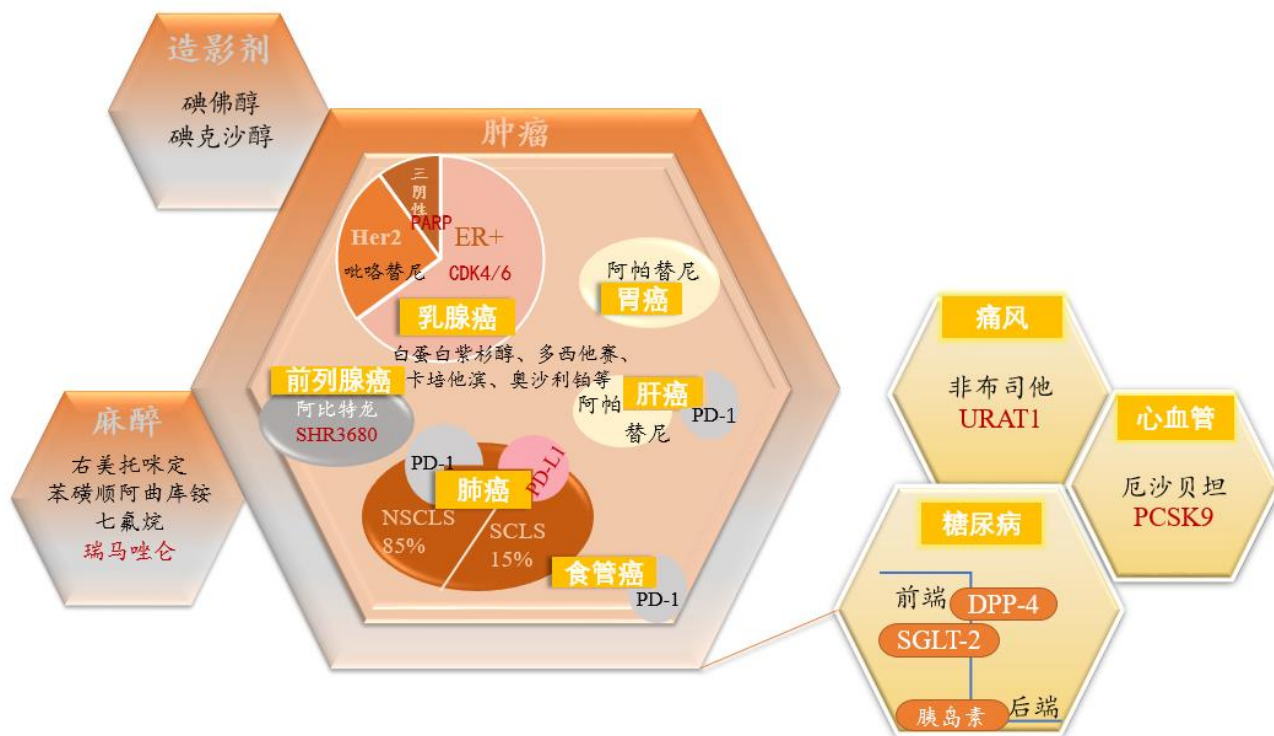 造影剂
碘佛醇
碘克沙醇
肿瘤
三
阴
性
PARP
Her2
ER+
吡咯替尼
CDK4/6
乳腺癌
白蛋白紫杉醇、多西他赛、
卡培他滨、奥沙利铂等
阿帕替尼
胃癌
前列腺癌
阿比特龙
SHR3680
肝癌
阿帕
替尼
PD-1
PD-1
PD-L1
肺癌
NSCLS
85%
SCLS
15%
食管癌
PD-1
麻醉
右美托咪定
苯磺顺阿曲库铵
七氟烷
瑞马唑仑
痛风
非布司他
URAT1
心血管
厄沙贝坦
PCSK9
糖尿病
前端
DPP-4
SGLT-2
胰岛素
后端